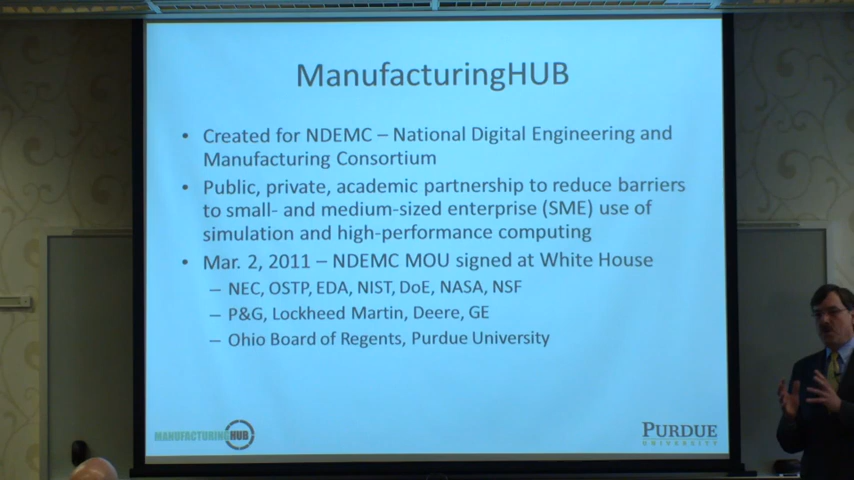 ManufacturingHUB
• Created for NDEMC – National Digital Engineering and
Manufacturing Consortium
• Public, private, academic partnership to reduce barriers
to small- and medium-sized enterprise (SME) use of
simulation and high-performance computing
• Mar. 2, 2011 – NDEMC MOU signed at White House
– NEC, OSTP, EDA, NIST, DoE, NASA, NSF
– P&G, Lockheed Martin, Deere, GE
– Ohio Board of Regents, Purdue University
MANUFACTURINGHUB
PURDUE
UNIVERSITY